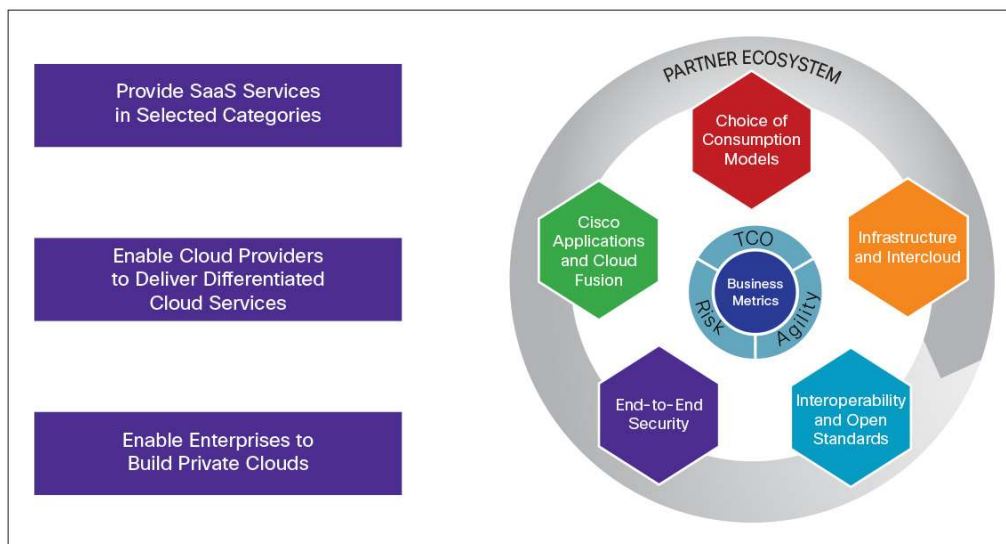 Provide SaaS Services
in Selected Categories
Enable Cloud Providers
to Deliver Differentiated
Cloud Services
Enable Enterprises to
Build Private Clouds
PARTNER ECOSYSTEM
Choice of
Consumption
Models
Cisco
Applications
and Cloud
Fusion
Infrastructure
and Intercloud
TCO
Business
Metrics
Risk
Agility
End-to-End
Security
Interoperability
and Open
Standards